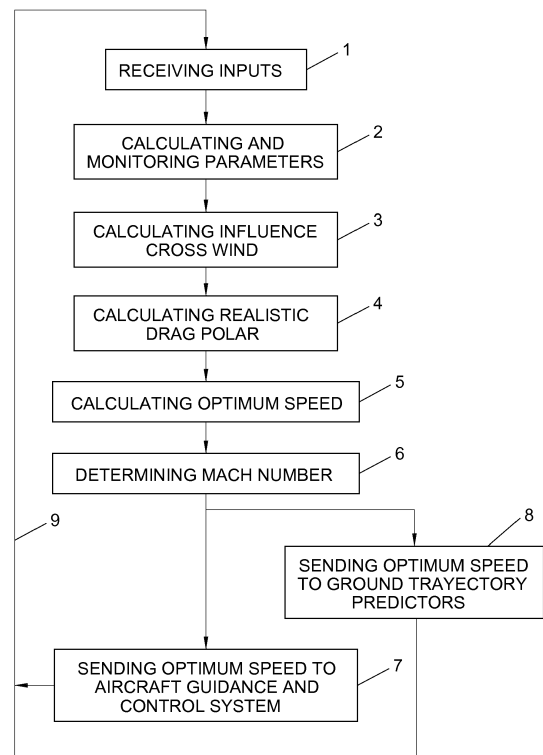 1
RECEIVING INPUTS
2
CALCULATING AND
MONITORING PARAMETERS
3
CALCULATING INFLUENCE
CROSS WIND
4
CALCULATING REALISTIC
DRAG POLAR
5
CALCULATING OPTIMUM SPEED
6
DETERMINING MACH NUMBER
9
8
SENDING OPTIMUM SPEED
TO GROUND TRAYECTORY
PREDICTORS
SENDING OPTIMUM SPEED TO
AIRCRAFT GUIDANCE AND
CONTROL SYSTEM
7